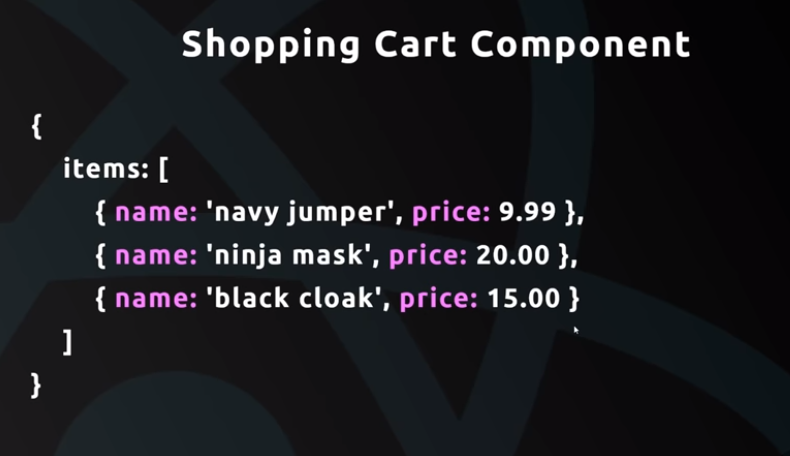 Shopping Cart Component
{
items: [
{ name: 'navy jumper', price: 9.99 },
{ name: 'ninja mask', price: 20.00 },
{ name: 'black cloak', price: 15.00 }
]
}